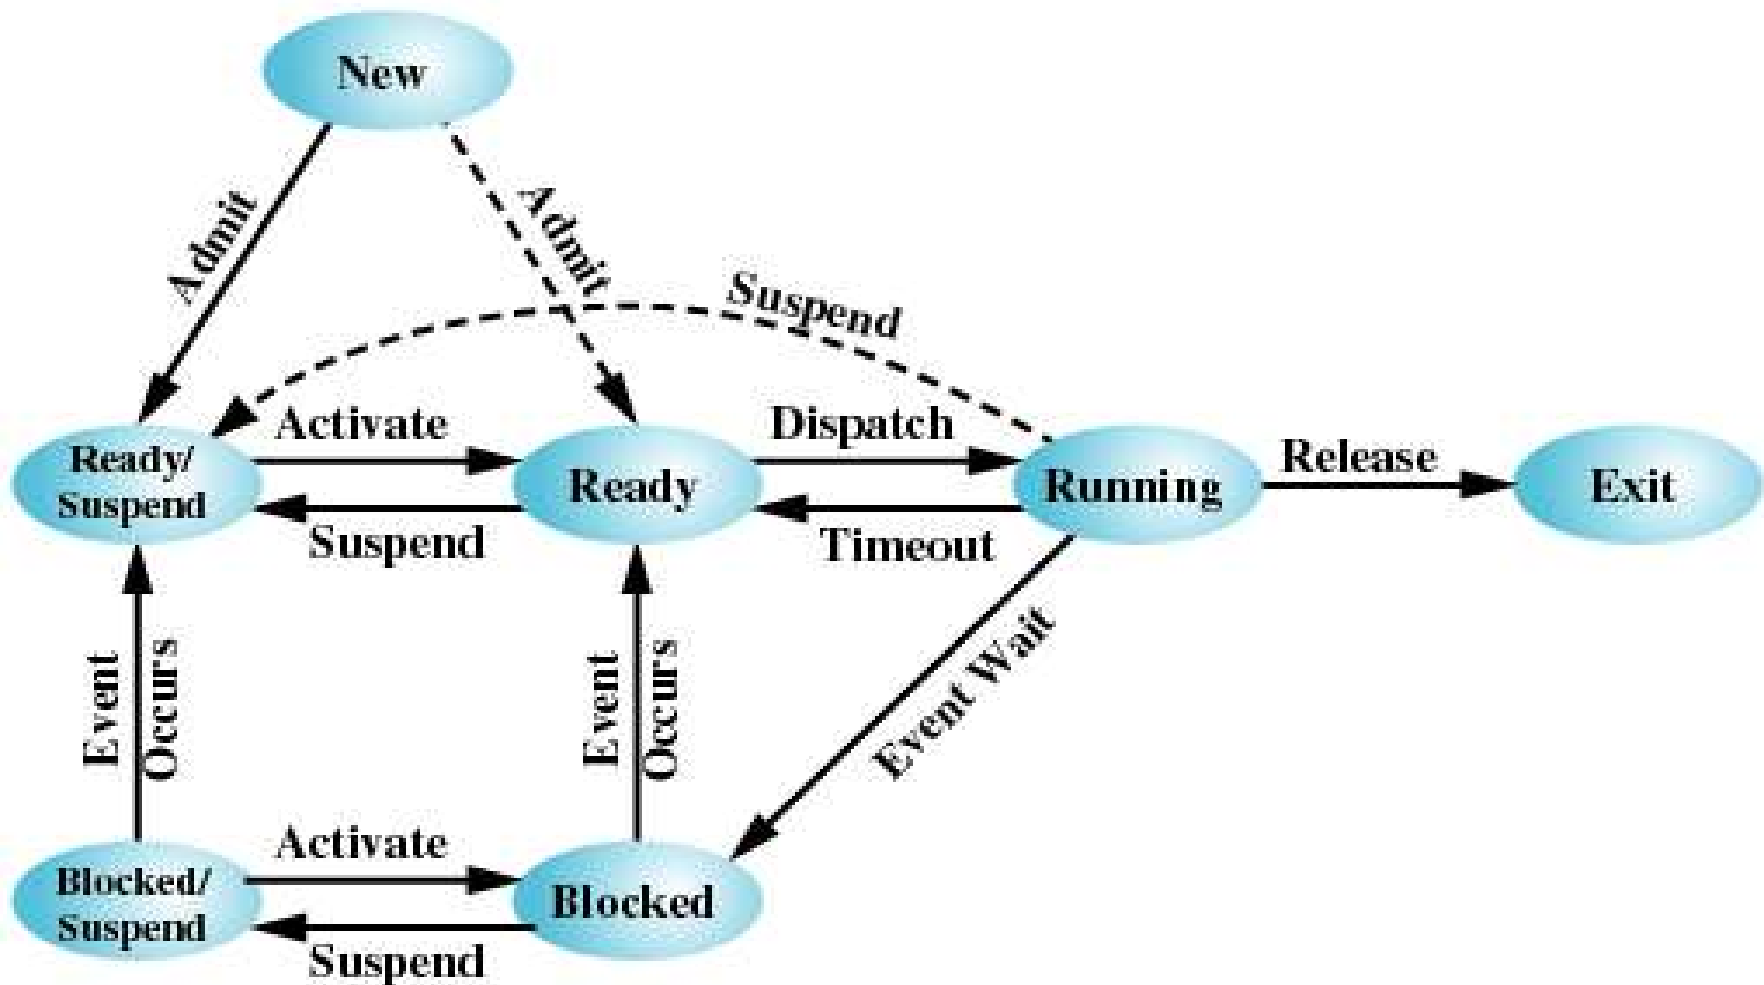 New
Admit
Admit
Suspend
Activate
Dispatch
Ready/
Suspend
Ready
Running
Release
Exit
Suspend
Timeout
Event
Occurs
Event
Occurs
Event Wait
Activate
Blocked/
Suspend
Blocked
Suspend